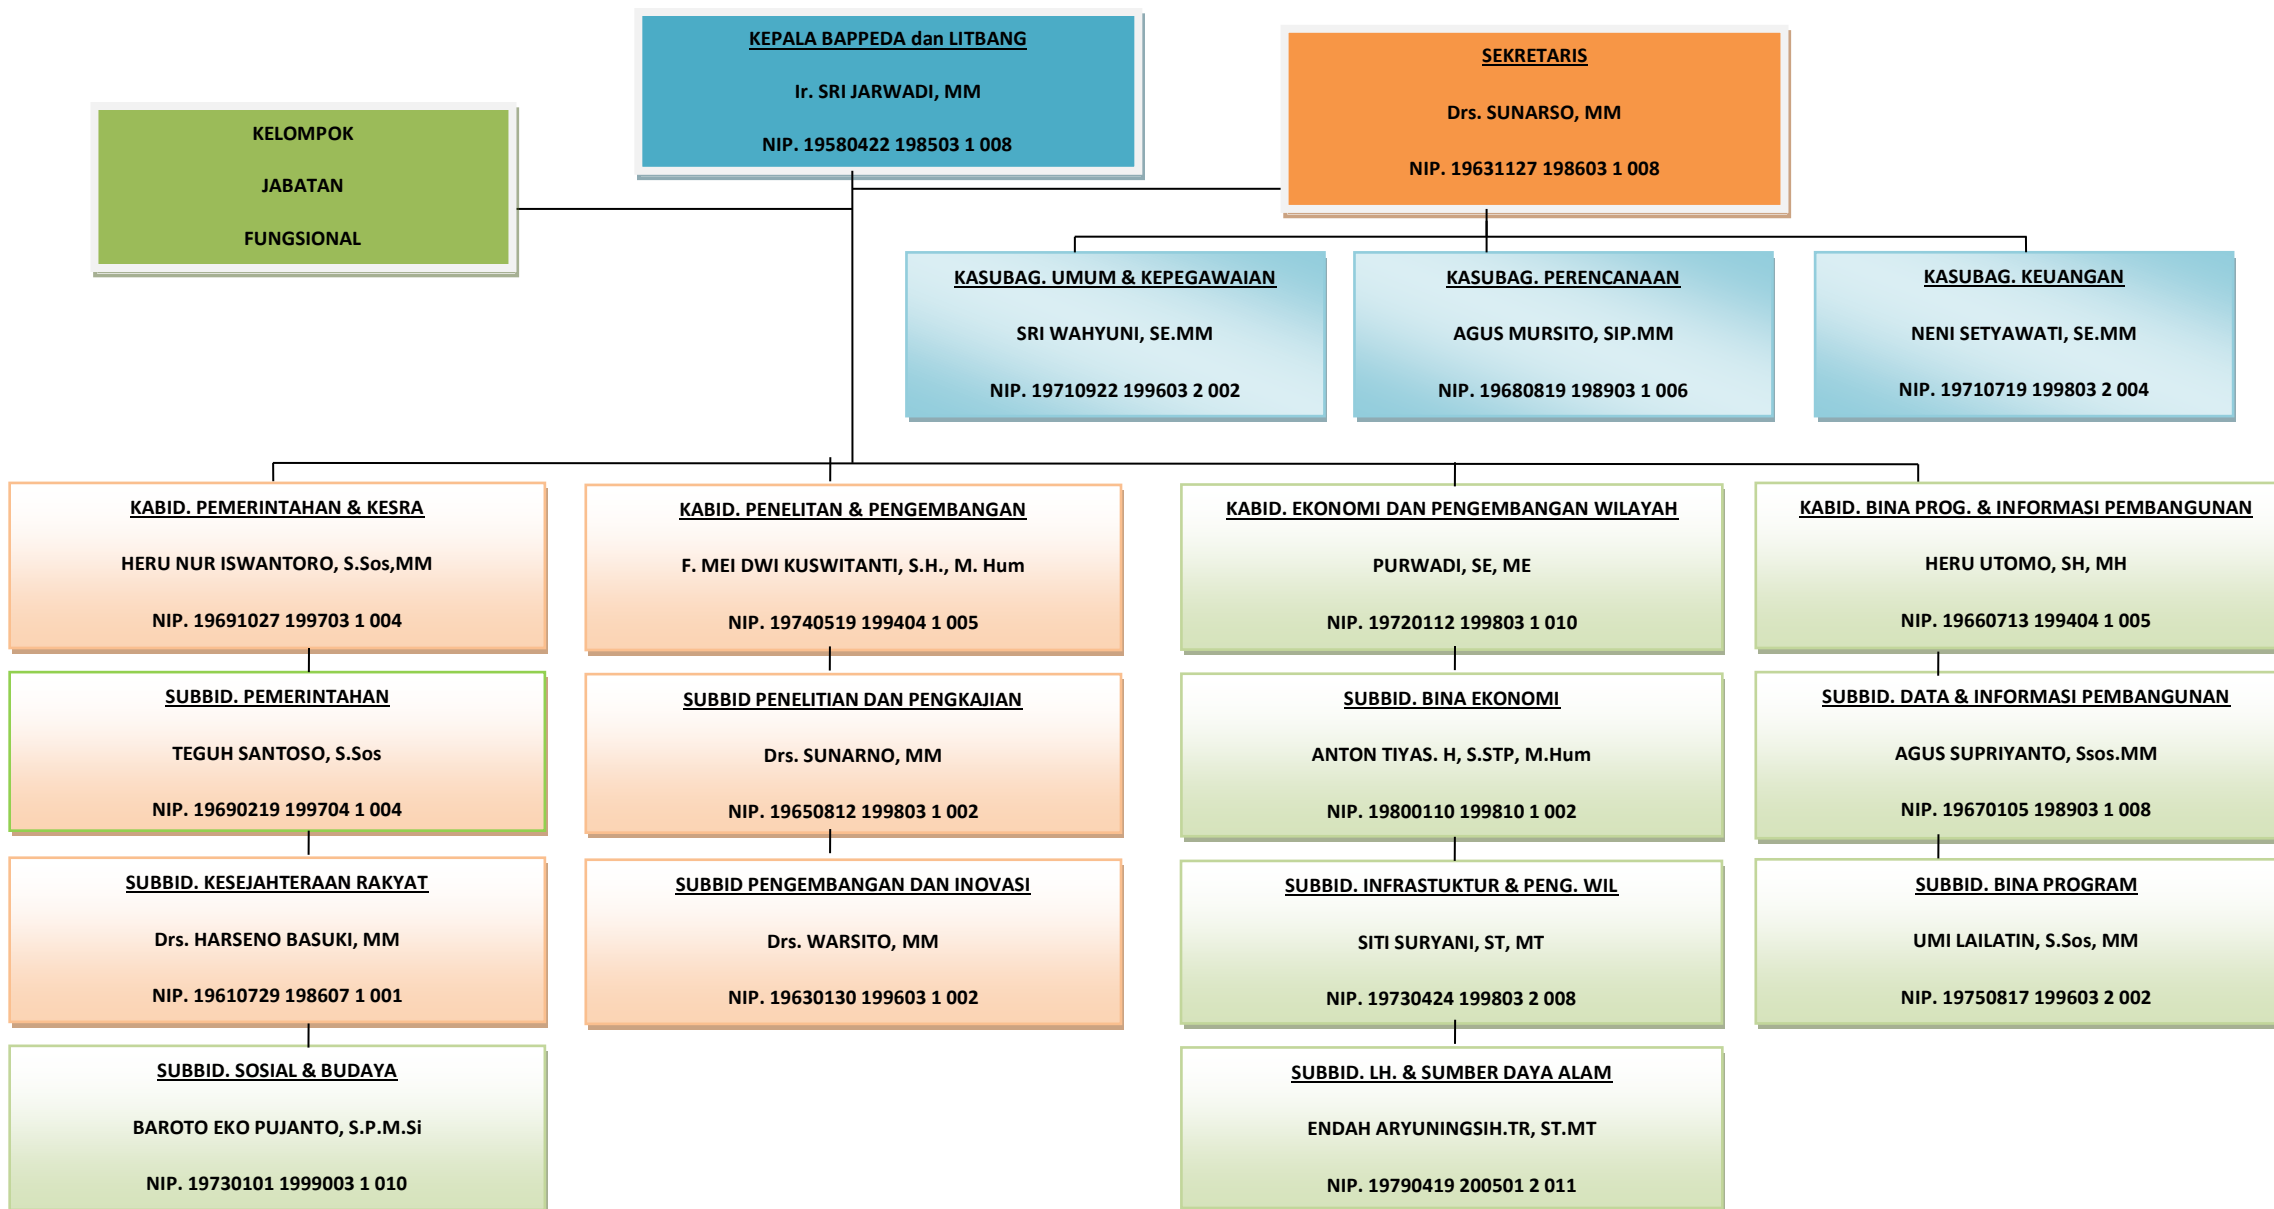 KEPALA BAPPEDA dan LITBANG
Ir. SRI JARWADI, MM
NIP. 19580422 198503 1 008
SEKRETARIS
Drs. SUNARSO, MM
NIP. 19631127 198603 1 008
KELOMPOK
JABATAN
FUNGSIONAL
KASUBAG. UMUM & KEPEGAWAIAN
SRI WAHYUNI, SE.MM
NIP. 19710922 199603 2 002
KASUBAG. PERENCANAAN
AGUS MURSITO, SIP.MM
NIP. 19680819 198903 1 006
KASUBAG. KEUANGAN
NENI SETYAWATI, SE.MM
NIP. 19710719 199803 2 004
KABID. PEMERINTAHAN & KESRA
HERU NUR ISWANTORO, S.Sos,MM
NIP. 19691027 199703 1 004
KABID. PENELITAN & PENGEMBANGAN
F. MEI DWI KUSWITANTI, S.H., M. Hum
NIP. 19740519 199404 1 005
KABID. EKONOMI DAN PENGEMBANGAN WILAYAH
PURWADI, SE, ME
NIP. 19720112 199803 1 010
KABID. BINA PROG. & INFORMASI PEMBANGUNAN
HERU UTOMO, SH, MH
NIP. 19660713 199404 1 005
SUBBID. PEMERINTAHAN
TEGUH SANTOSO, S.Sos
NIP. 19690219 199704 1 004
SUBBID PENELITIAN DAN PENGKAJIAN
Drs. SUNARNO, MM
NIP. 19650812 199803 1 002
SUBBID. BINA EKONOMI
ANTON TIYAS. H, S.STP, M.Hum
NIP. 19800110 199810 1 002
SUBBID. DATA & INFORMASI PEMBANGUNAN
AGUS SUPRIYANTO, Ssos.MM
NIP. 19670105 198903 1 008
SUBBID. KESEJAHTERAAN RAKYAT
Drs. HARSENO BASUKI, MM
NIP. 19610729 198607 1 001
SUBBID PENGEMBANGAN DAN INOVASI
Drs. WARSITO, MM
NIP. 19630130 199603 1 002
SUBBID. INFRASTUKTUR & PENG. WIL
SITI SURYANI, ST, MT
NIP. 19730424 199803 2 008
SUBBID. BINA PROGRAM
UMI LAILATIN, S.Sos, MM
NIP. 19750817 199603 2 002
SUBBID. SOSIAL & BUDAYA
BAROTO EKO PUJANTO, S.P.M.Si
NIP. 19730101 1999003 1 010
SUBBID. LH. & SUMBER DAYA ALAM
ENDAH ARYUNINGSIH.TR, ST.MT
NIP. 19790419 200501 2 011